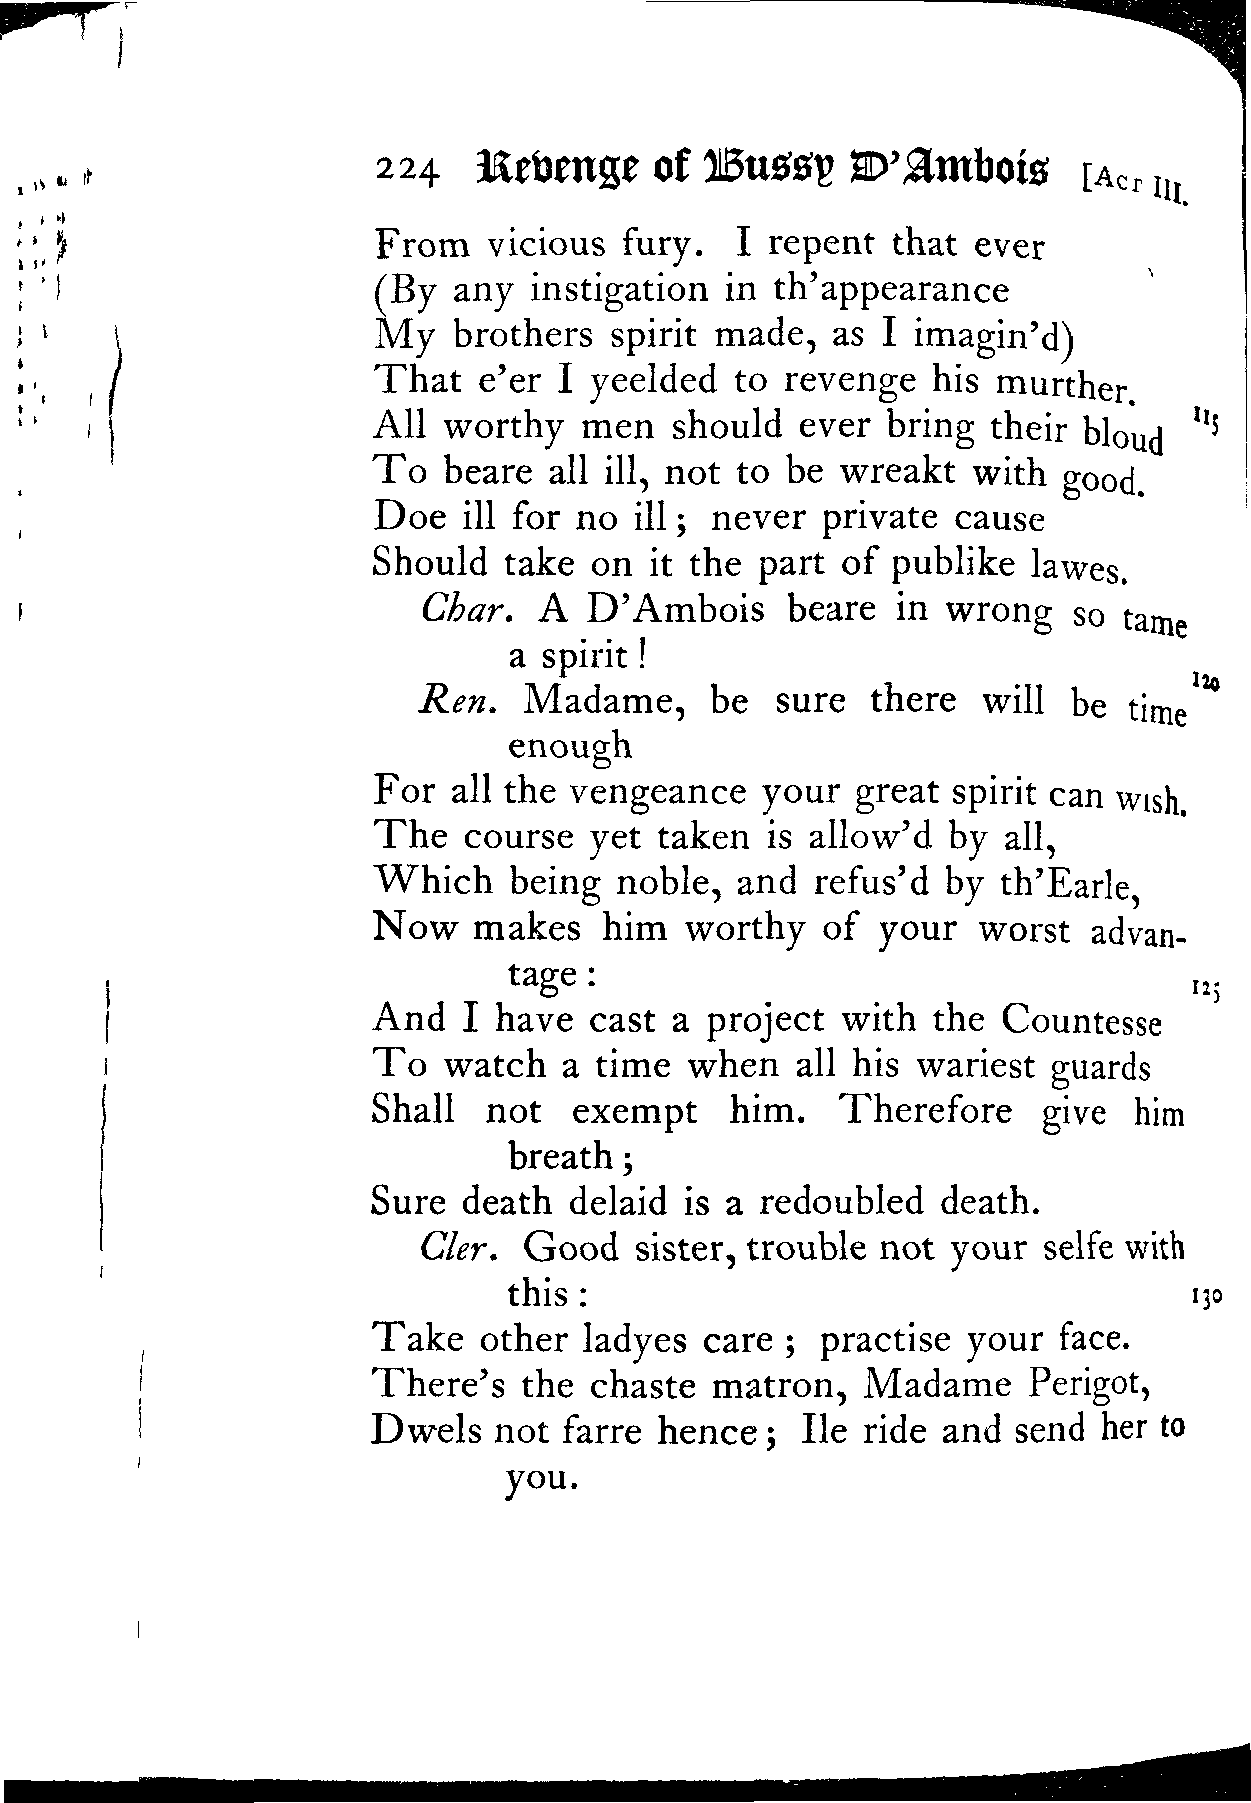 224 Revenge of Bussy D'Ambois [Act III.
From vicious fury. I repent that ever
(By any instigation in th'appearance
My brothers spirit made, as I imagin'd)
That e'er I yeelded to revenge his murther.
All worthy men should ever bring their bloud 115
To beare all ill, not to be wreakt with good.
Doe ill for no ill; never private cause
Should take on it the part of publike lawes.
Char. A D'Ambois beare in wrong so tame
a spirit!
Ren. Madame, be sure there will be time 120
enough
For all the vengeance your great spirit can wish.
The course yet taken is allow'd by all,
Which being noble, and refus'd by th'Earle,
Now makes him worthy of your worst advan-
tage: 125
And I have cast a project with the Countesse
To watch a time when all his wariest guards
Shall not exempt him. Therefore give him
breath;
Sure death delaid is a redoubled death.
Cler. Good sister, trouble not your selfe with
this: 130
Take other ladyes care; practise your face.
There's the chaste matron, Madame Perigot,
Dwels not farre hence; Ile ride and send her to
you.